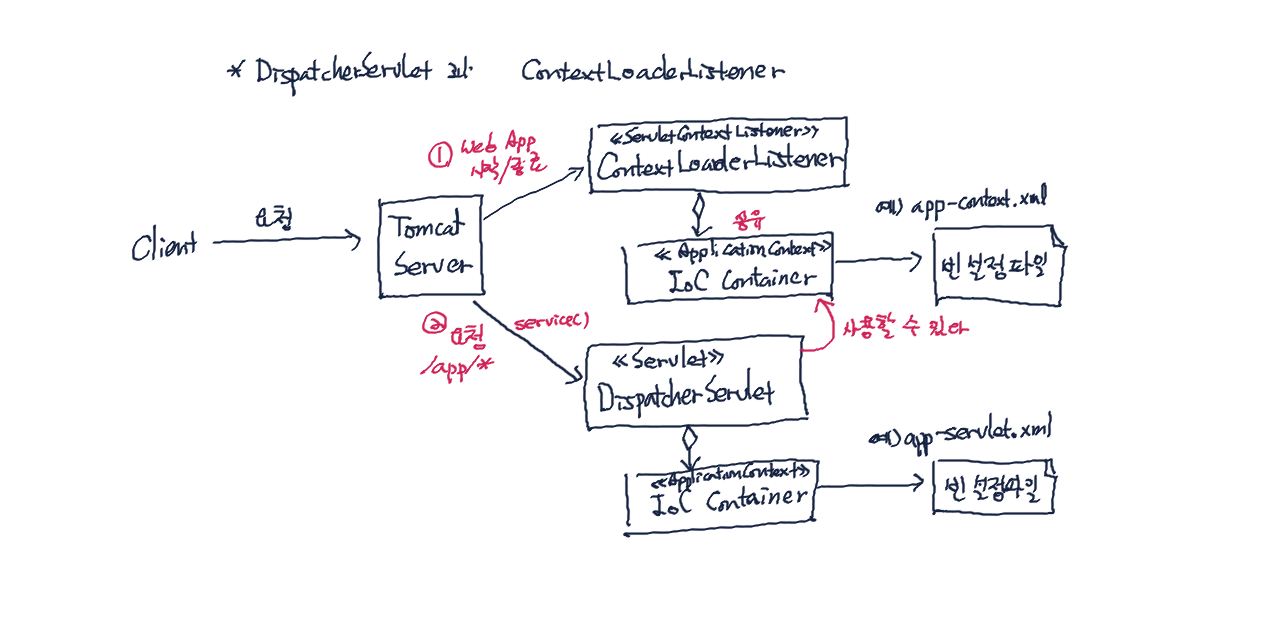 * DispatcherServlet 과 ContextLoaderListener
① Web App
시작/종료
≪ServletContextListener≫
ContextLoaderListener
요청
Client
Tomcat
Server
공유
예) app-context.xml
≪ApplicationContext≫
IoC Container
빈 설정파일
② 요청
/app/*
service()
사용할 수 있다
≪Servlet≫
DispatcherServlet
예) app-servlet.xml
≪ApplicationContext≫
IoC Container
빈 설정파일